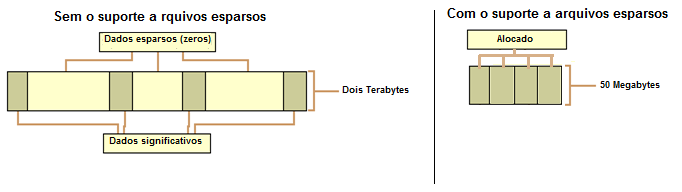 Sem o suporte a rquivos esparsos
Dados esparsos (zeros)
Dois Terabytes
Dados significativos
Com o suporte a arquivos esparsos
Alocado
50 Megabytes